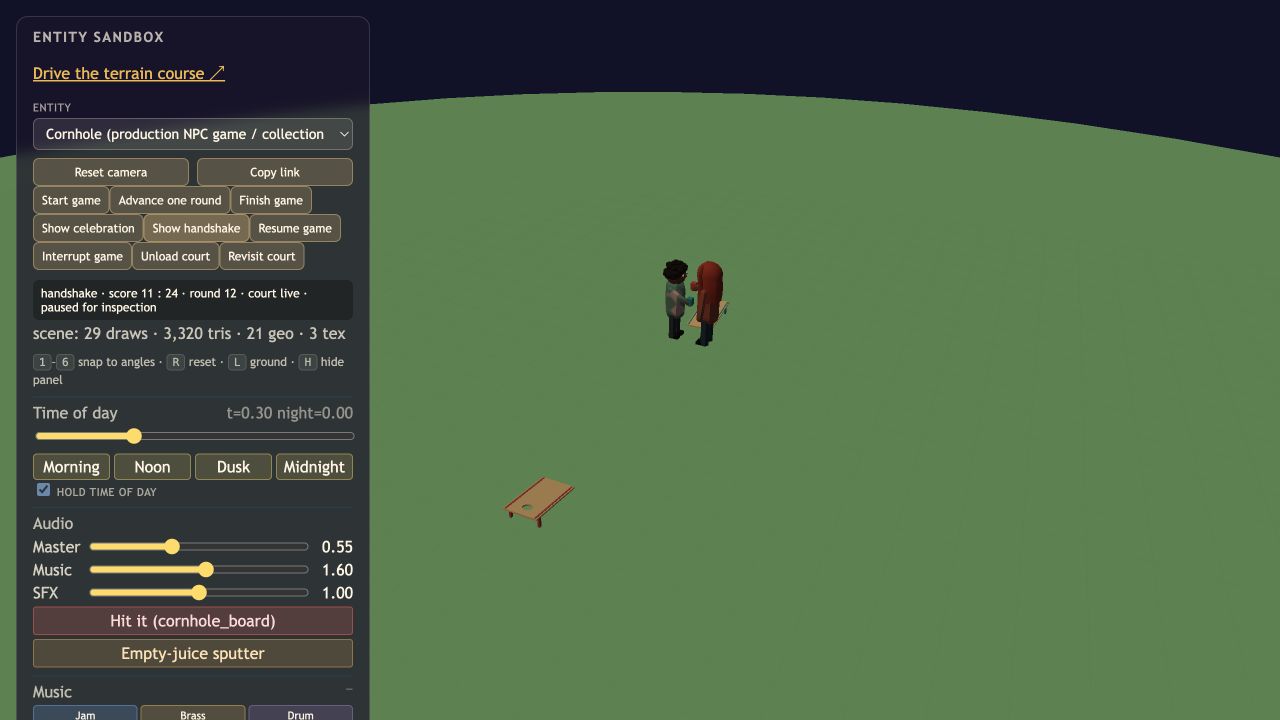 ENTITY SANDBOX
Drive the terrain course ↗
ENTITY
Cornhole (production NPC game / collection
Reset camera Copy link
Start game Advance one round Finish game
Show celebration Show handshake Resume game
Interrupt game Unload court Revisit court
handshake · score 11 : 24 · round 12 · court live ·
paused for inspection
scene: 29 draws · 3,320 tris · 21 geo · 3 tex
1-6 snap to angles · R reset · L ground · H hide
panel
Time of day t=0.30 night=0.00
Morning Noon Dusk Midnight
HOLD TIME OF DAY
Audio
Master 0.55
Music 1.60
SFX 1.00
Hit it (cornhole_board)
Empty-juice sputter
Music –
Jam Brass Drum